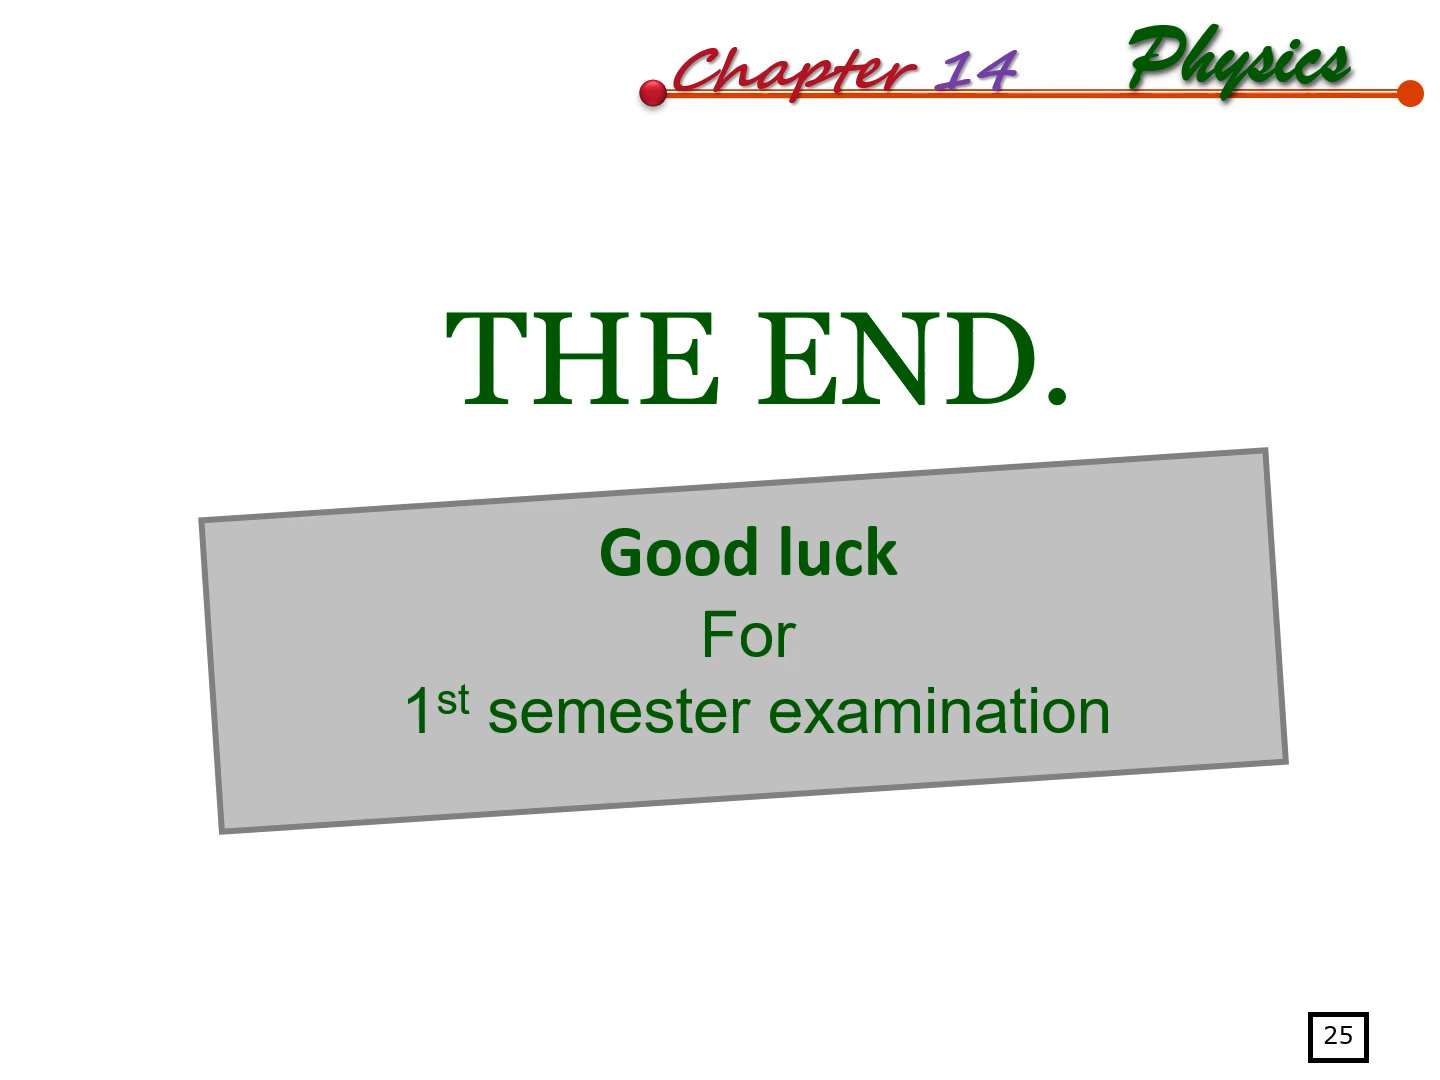 Chapter 14 Physics
THE END.
Good luck
For
1st semester examination
25